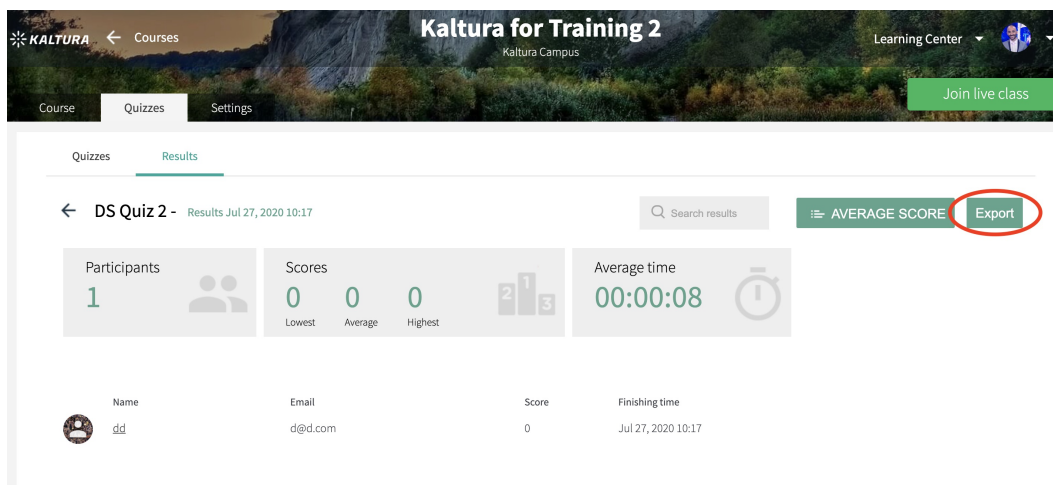 KALTURA
Courses
Kaltura for Training 2
Kaltura Campus
Learning Center
Join live class
Course Quizzes Settings
Quizzes Results
DS Quiz 2 - Results Jul 27, 2020 10:17
Search results
AVERAGE SCORE
Export
Participants
1
Scores
0 0 0
Lowest Average Highest
2 1 3
Average time
00:00:08
Name Email Score Finishing time
dd d@d.com 0 Jul 27, 2020 10:17